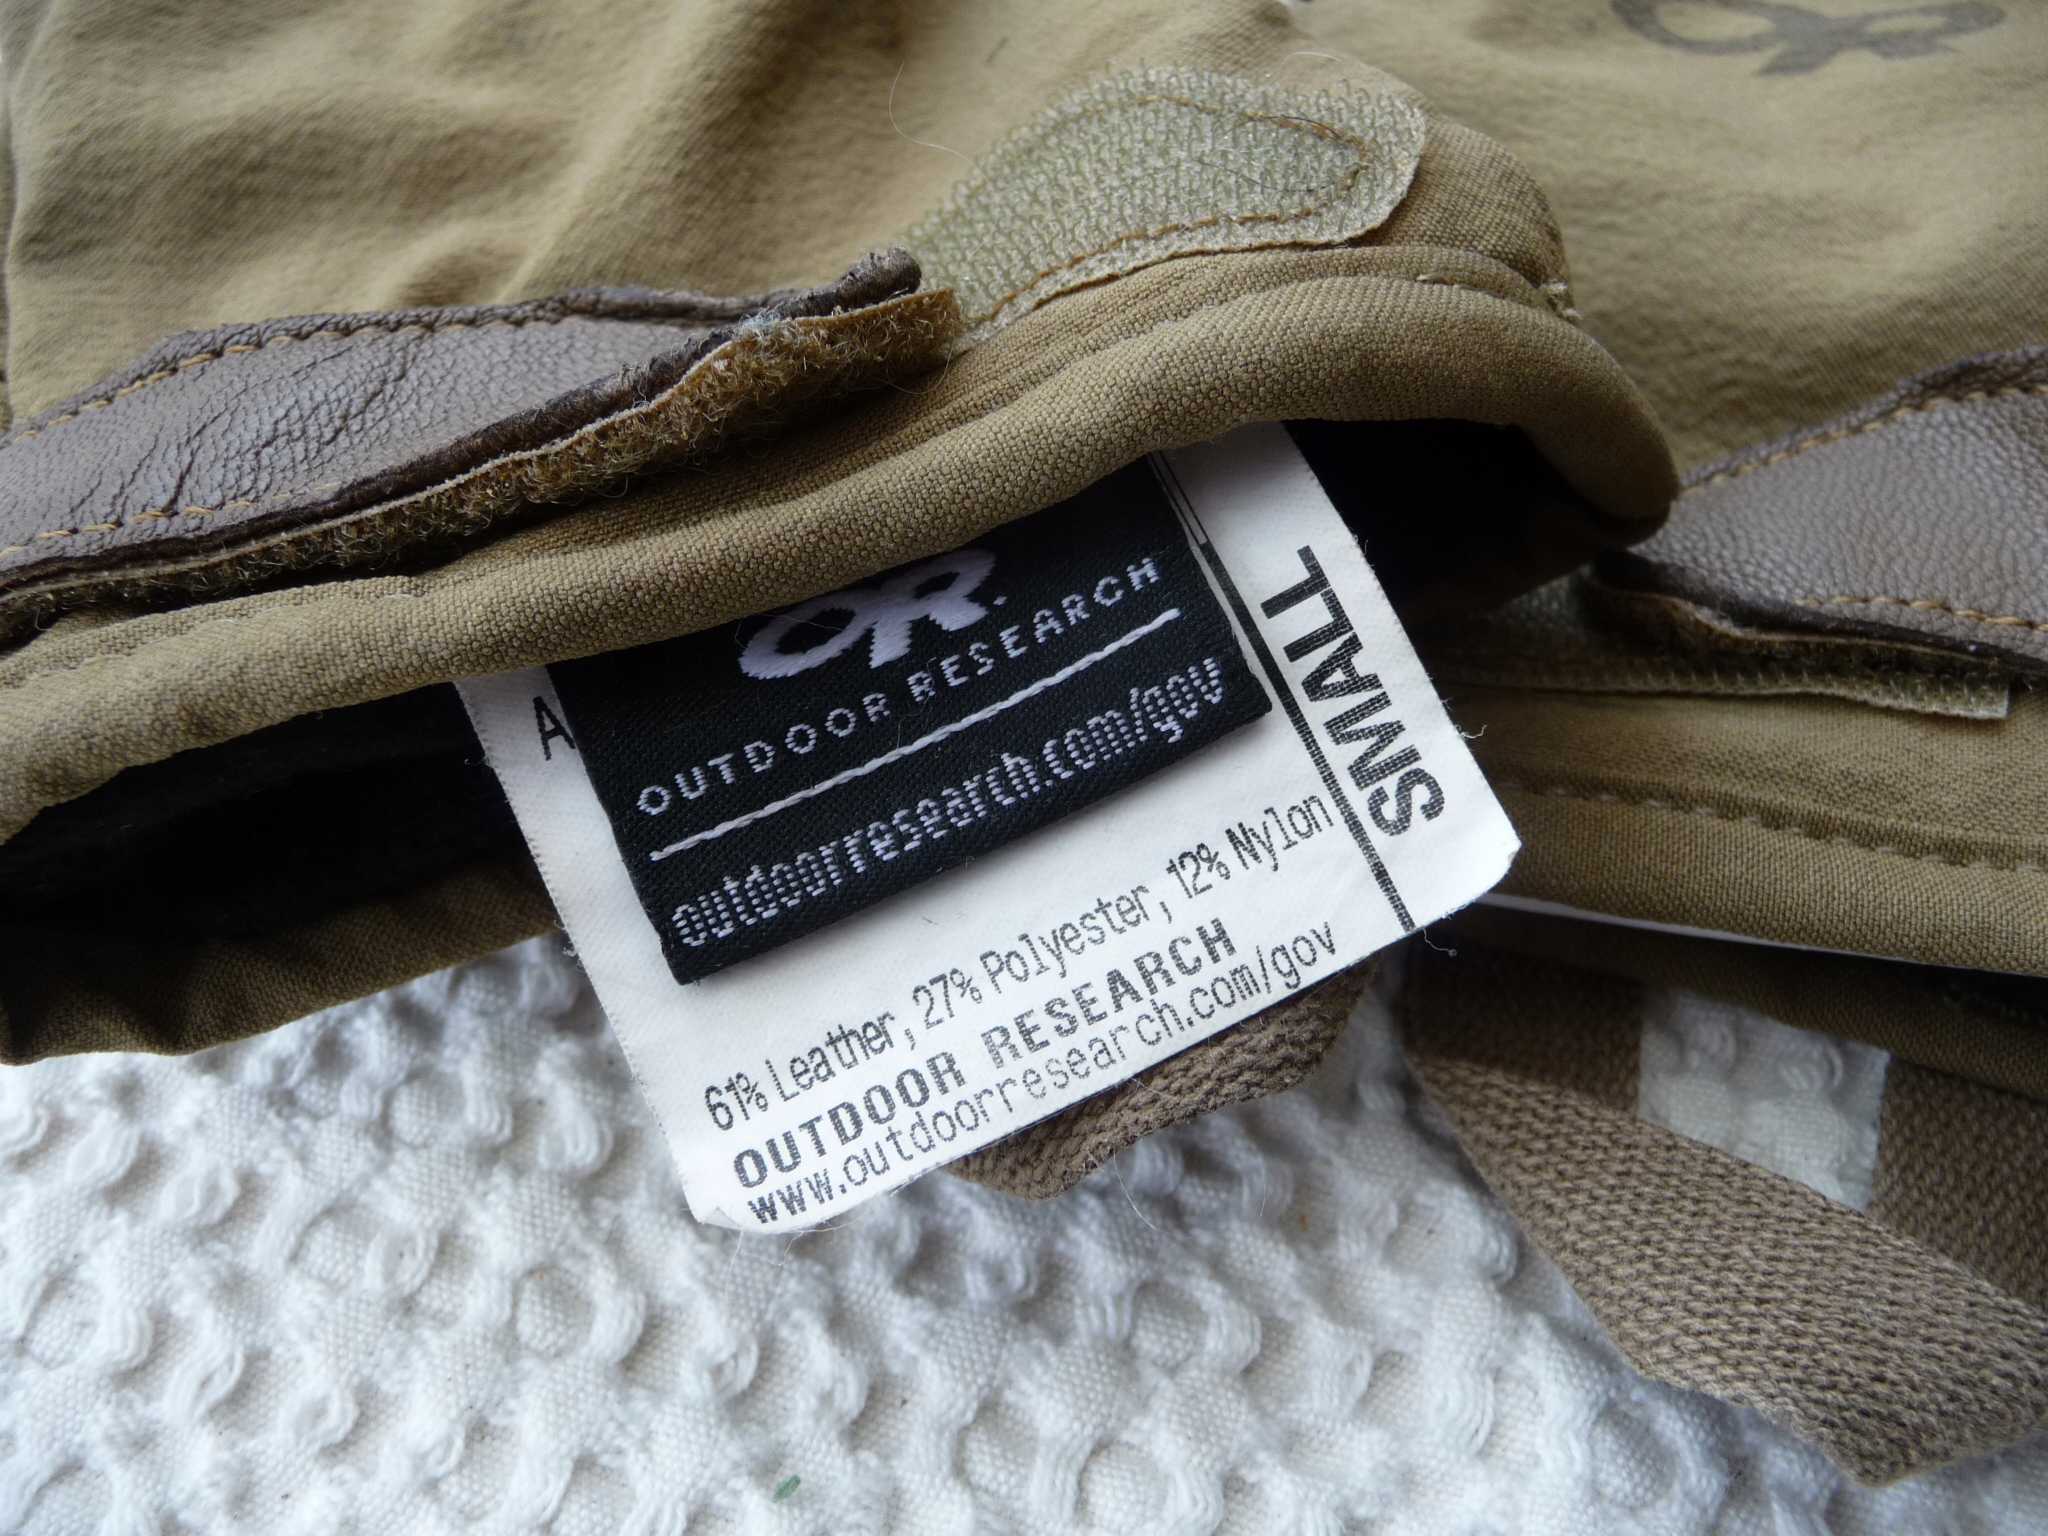 OR
OUTDOOR RESEARCH
outdoorresearch.com/gov
A
SMALL
61% Leather, 27% Polyester, 12% Nylon
OUTDOOR RESEARCH
www.outdoorresearch.com/gov
OR